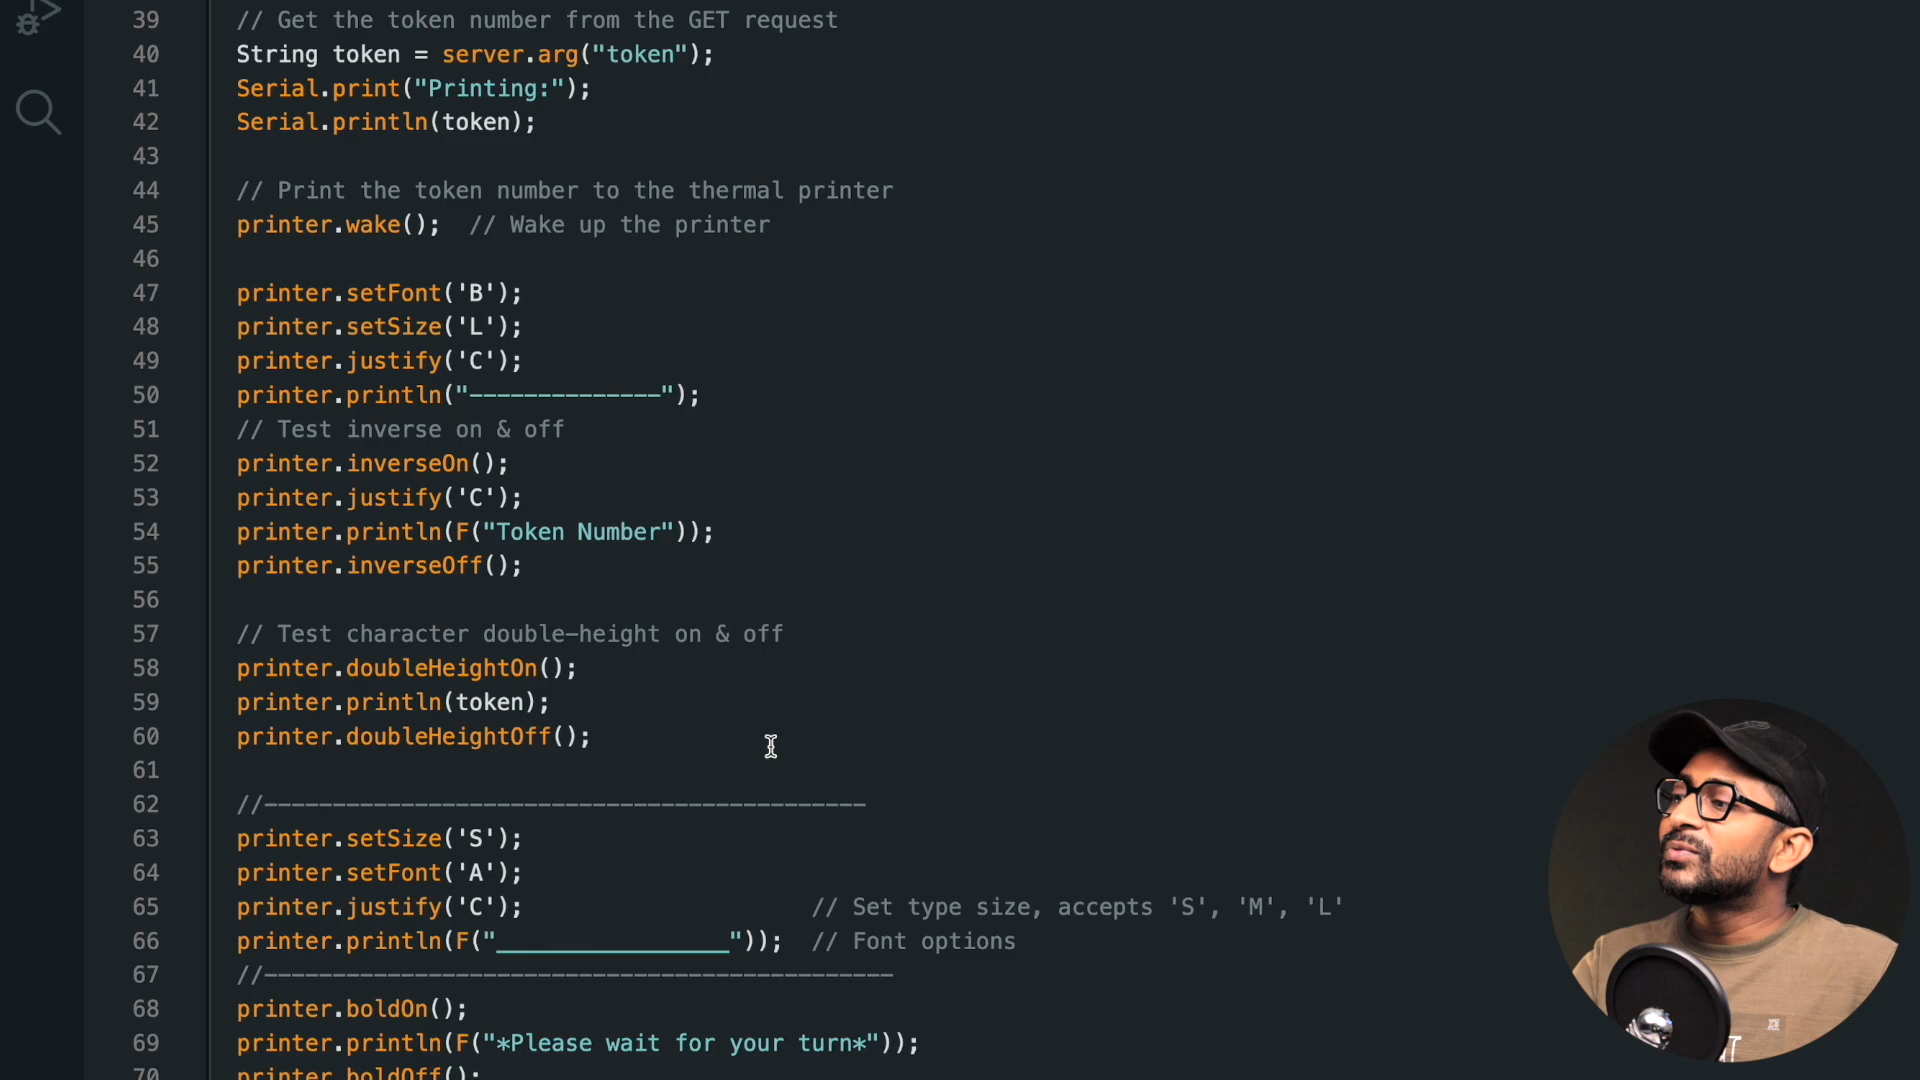 39 // Get the token number from the GET request
40 String token = server.arg("token");
41 Serial.print("Printing:");
42 Serial.println(token);
43
44 // Print the token number to the thermal printer
45 printer.wake();  // Wake up the printer
46
47 printer.setFont('B');
48 printer.setSize('L');
49 printer.justify('C');
50 printer.println("--------------");
51 // Test inverse on & off
52 printer.inverseOn();
53 printer.justify('C');
54 printer.println(F("Token Number"));
55 printer.inverseOff();
56
57 // Test character double-height on & off
58 printer.doubleHeightOn();
59 printer.println(token);
60 printer.doubleHeightOff();
61
62 //--------------------------------------------
63 printer.setSize('S');
64 printer.setFont('A');
65 printer.justify('C');                     // Set type size, accepts 'S', 'M', 'L'
66 printer.println(F("_________________"));  // Font options
67 //----------------------------------------------
68 printer.boldOn();
69 printer.println(F("*Please wait for your turn*"));
70 printer.boldOff();